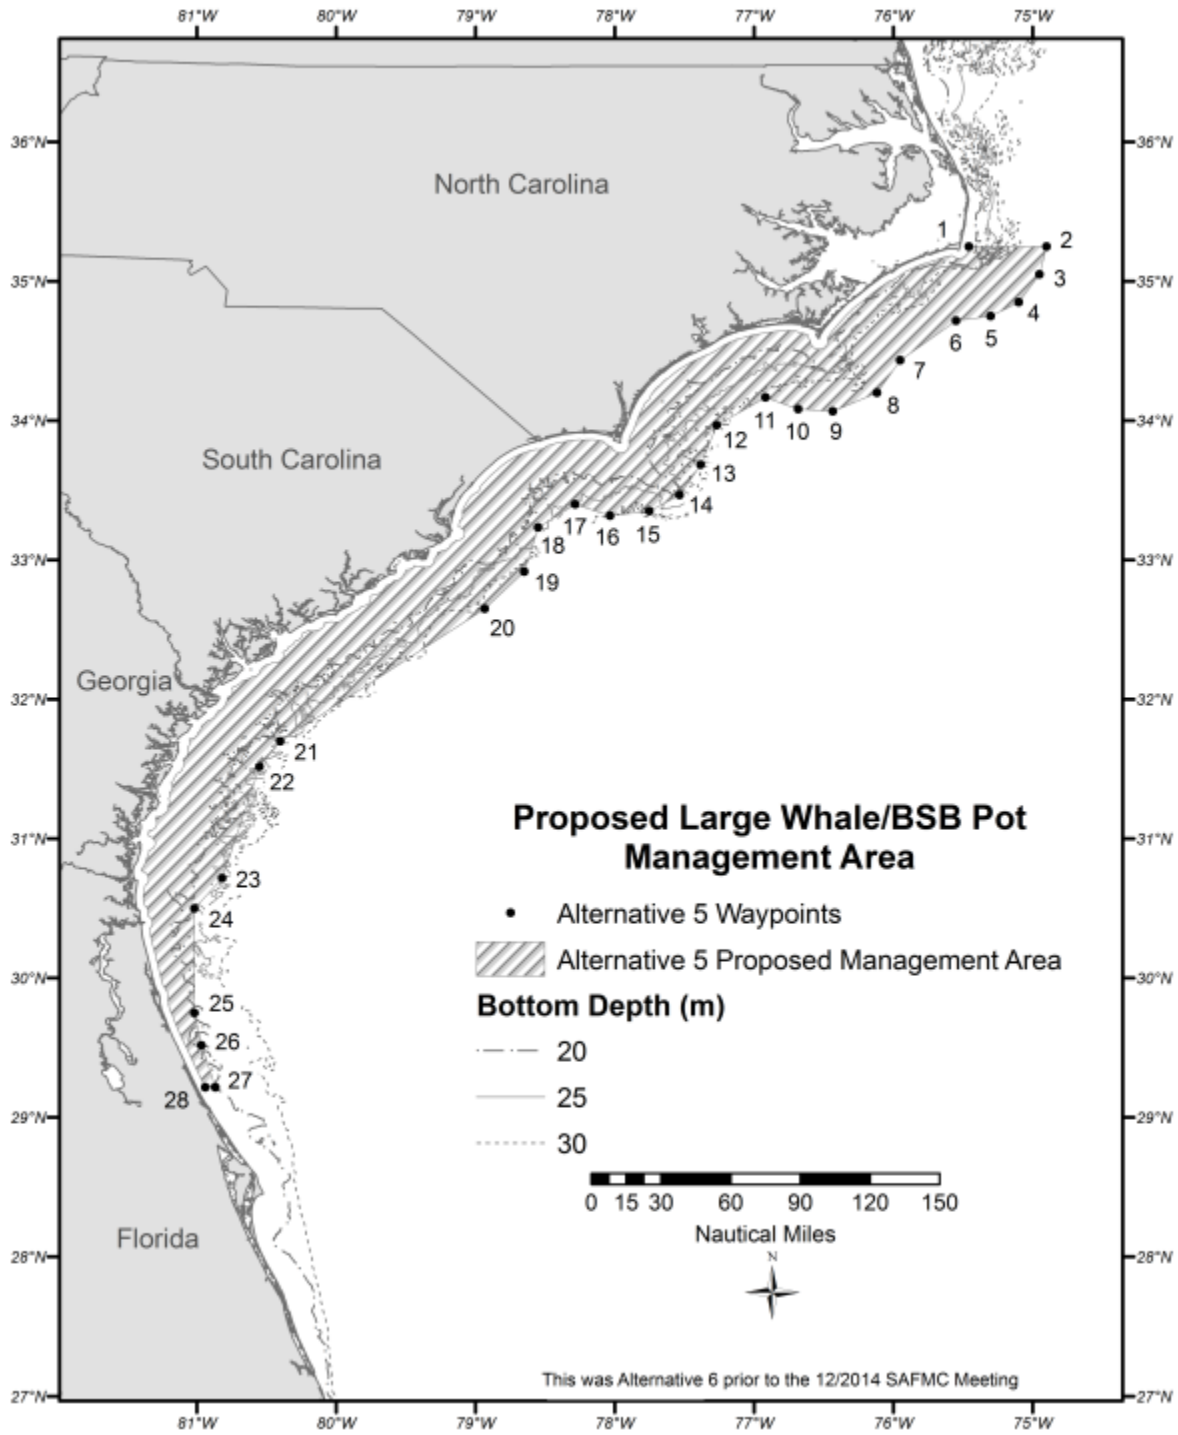 81°W 80°W 79°W 78°W 77°W 76°W 75°W
36°N 36°N
North Carolina
1 2
35°N 35°N
3
4
5
6
7
8
34°N 34°N
11 10 9
12
South Carolina
13
14
17 16 15
18
33°N 33°N
19
20
Georgia
32°N 32°N
21
22
Proposed Large Whale/BSB Pot
Management Area
31°N 31°N
23
24
Alternative 5 Waypoints
Alternative 5 Proposed Management Area
30°N 30°N
25
Bottom Depth (m)
26
20
27
28
25
29°N 29°N
30
0 15 30 60 90 120 150
Nautical Miles
Florida
28°N 28°N
N
This was Alternative 6 prior to the 12/2014 SAFMC Meeting
27°N 27°N
81°W 80°W 79°W 78°W 77°W 76°W 75°W